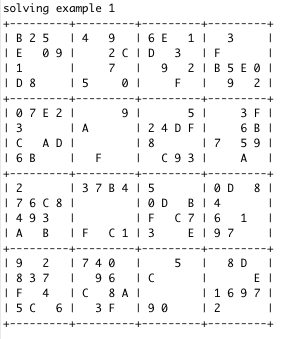 solving example 1
+---------+---------+---------+---------+
| B 2 5   | 4   9   | 6 E   1 |   3     |
| E   0 9 |     2 C | D   3   | F       |
| 1       |     7   |   9   2 | B 5 E 0 |
| D 8     | 5     0 |     F   |   9   2 |
+---------+---------+---------+---------+
| 0 7 E 2 |       9 |       5 |     3 F |
| 3       | A       | 2 4 D F |     6 B |
| C   A D |         | 8       | 7   5 9 |
| 6 B     |   F     |   C 9 3 |     A   |
+---------+---------+---------+---------+
| 2       | 3 7 B 4 | 5       | 0 D   8 |
| 7 6 C 8 |         | 0 D   B | 4       |
| 4 9 3   |         | F   C 7 | 6   1   |
| A   B   | F   C 1 | 3     E | 9 7     |
+---------+---------+---------+---------+
| 9   2   | 7 4 0   |     5   |   8 D   |
| 8 3 7   |   9 6   | C       |       E |
| F   4   | C   8 A |         | 1 6 9 7 |
| 5 C   6 |   3 F   | 9 0     | 2       |
+---------+---------+---------+---------+